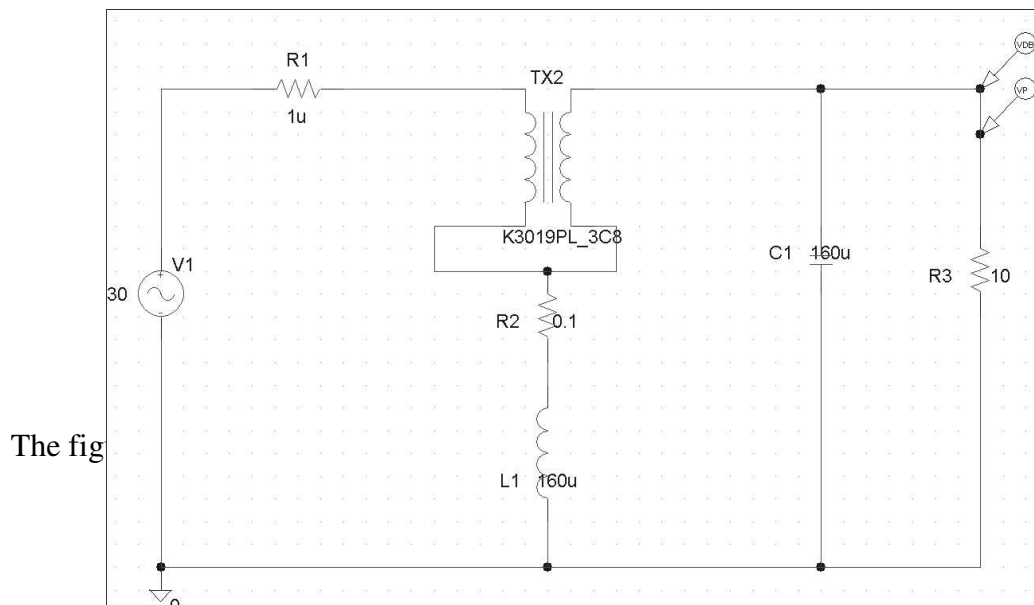 VDB
R1
TX2
VP
1u
K3019PL_3C8
V1
C1 160u
R3 10
30
R2 0.1
The fig
L1 160u